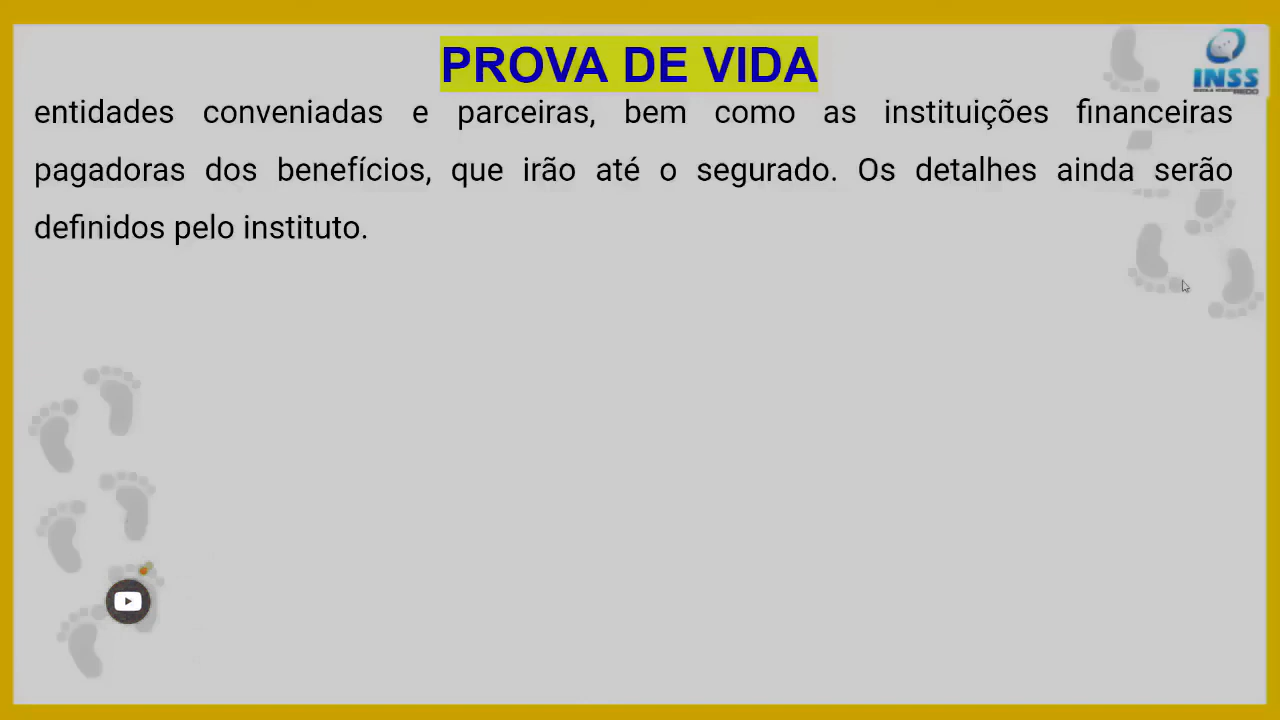 PROVA DE VIDA
INSS
entidades conveniadas e parceiras, bem como as instituições financeiras
pagadoras dos benefícios, que irão até o segurado. Os detalhes ainda serão
definidos pelo instituto.